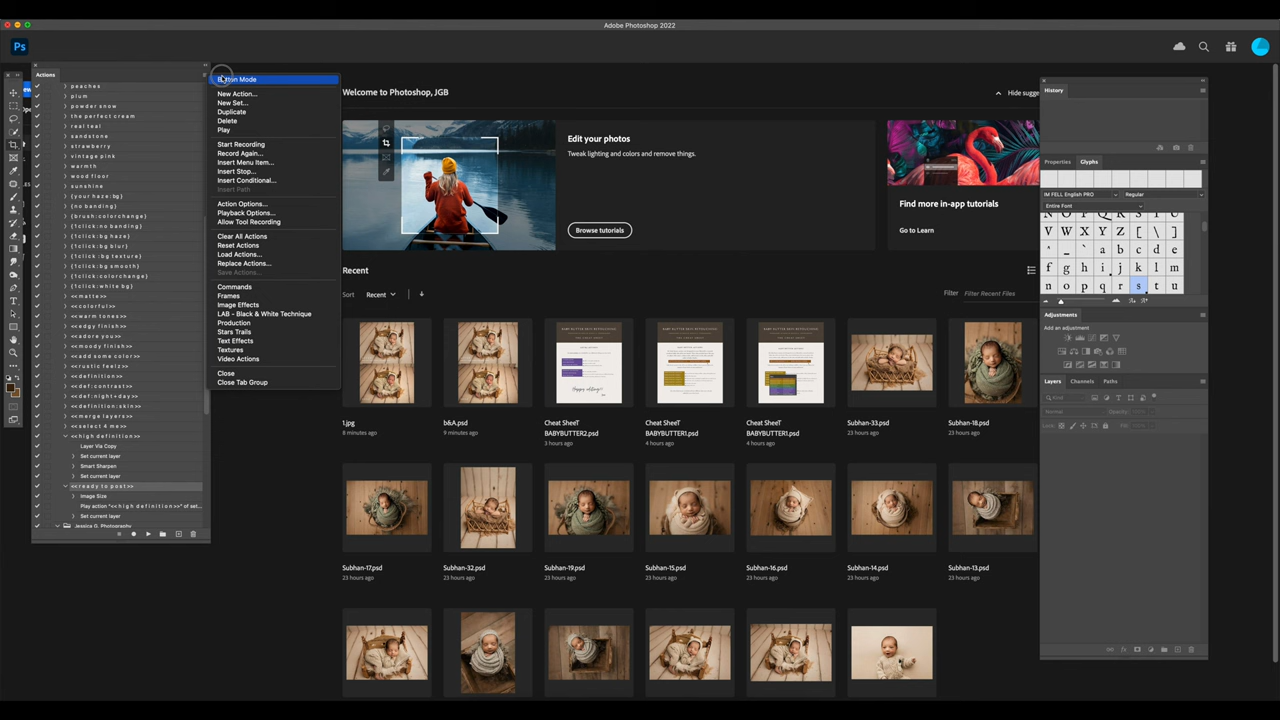 Adobe Photoshop 2022
Ps
Actions
peaches
plum
powder snow
the perfect cream
real teal
sandstone
strawberry
vintage pink
warmth
wood floor
sunshine
{your haze:bg}
{no banding}
{brush:colorchange}
{1click:no banding}
{1click:bg haze}
{1click:bg blur}
{1click :bg texture}
{1click:bg smooth}
{1click:colorchange}
{1click:white bg}
<<matte>>
<<colorful>>
<<warm tones>>
<<edgy finish>>
<<adore you>>
<<moody finish>>
<<add some color>>
<<rustic feelz>>
<<definition>>
<<def:contrast>>
<<def:night+day>>
<<definition:skin>>
<<merge layers>>
<<select 4 me>>
<<high definition>>
Layer Via Copy
Set current layer
Smart Sharpen
Set current layer
<<ready to post>>
Image Size
Play action "<<high definition>>" of set...
Set current layer
Jessica G. Photography
Button Mode
New Action...
New Set...
Duplicate
Delete
Play
Start Recording
Record Again...
Insert Menu Item...
Insert Stop...
Insert Conditional...
Insert Path
Action Options...
Playback Options...
Allow Tool Recording
Clear All Actions
Reset Actions
Load Actions...
Replace Actions...
Save Actions...
Commands
Frames
Image Effects
LAB - Black & White Technique
Production
Stars Trails
Text Effects
Textures
Video Actions
Close
Close Tab Group
Welcome to Photoshop, JGB
Hide sugge
Edit your photos
Tweak lighting and colors and remove things.
Browse tutorials
Find more in-app tutorials
Go to Learn
Recent
Sort Recent
Filter Filter Recent Files
1.jpg
8 minutes ago
b&A.psd
9 minutes ago
Cheat SheeT
BABYBUTTER2.psd
3 hours ago
Cheat SheeT
BABYBUTTER1.psd
4 hours ago
Cheat SheeT
BABYBUTTER1.psd
4 hours ago
Subhan-33.psd
23 hours ago
Subhan-18.psd
23 hours ago
Subhan-17.psd
23 hours ago
Subhan-32.psd
23 hours ago
Subhan-19.psd
23 hours ago
Subhan-15.psd
23 hours ago
Subhan-16.psd
23 hours ago
Subhan-14.psd
23 hours ago
Subhan-13.psd
23 hours ago
History
Properties Glyphs
IM FELL English PRO Regular
Entire Font
N O P Q R S T U
V W X Y Z [ \ ]
^ _ ` a b c d e
f g h i j k l m
n o p q r s t u
Adjustments
Add an adjustment
Layers Channels Paths
Kind
Normal Opacity:
Lock: Fill: